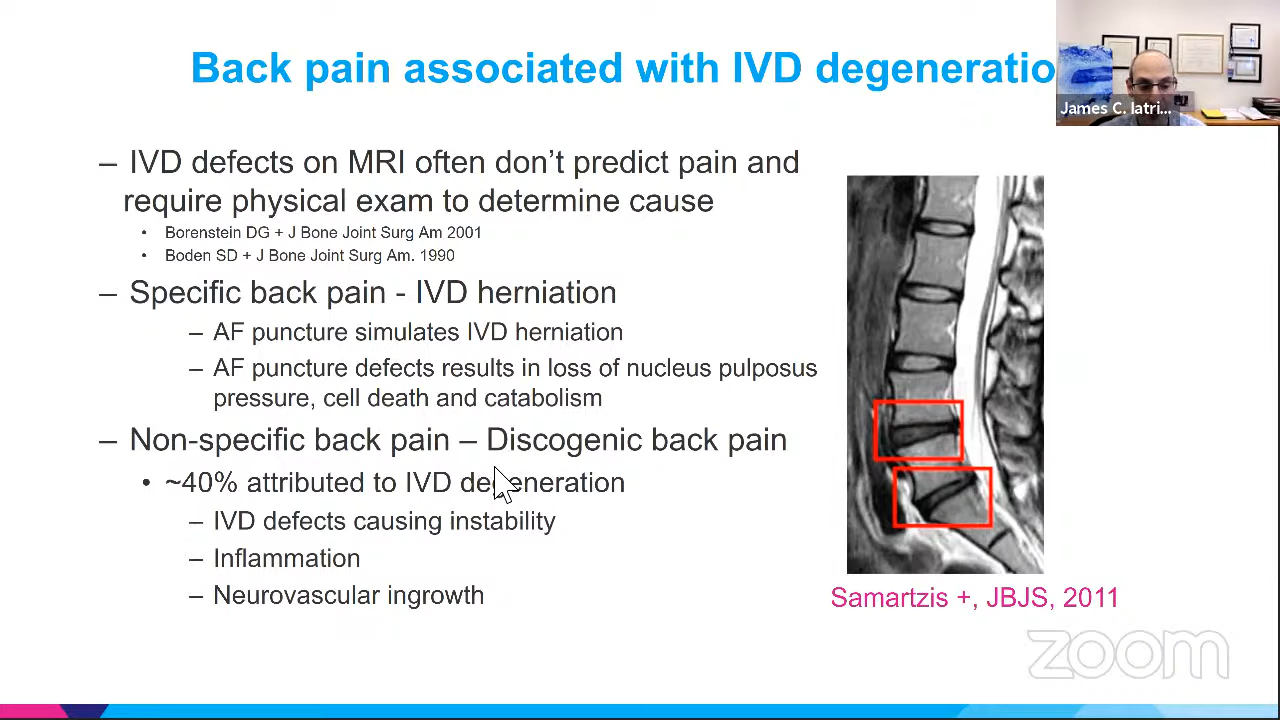 Back pain associated with IVD degeneratio
James C. Iatri...
– IVD defects on MRI often don’t predict pain and
require physical exam to determine cause
• Borenstein DG + J Bone Joint Surg Am 2001
• Boden SD + J Bone Joint Surg Am. 1990
– Specific back pain - IVD herniation
– AF puncture simulates IVD herniation
– AF puncture defects results in loss of nucleus pulposus
pressure, cell death and catabolism
– Non-specific back pain – Discogenic back pain
• ~40% attributed to IVD degeneration
– IVD defects causing instability
– Inflammation
– Neurovascular ingrowth
Samartzis +, JBJS, 2011
zoom